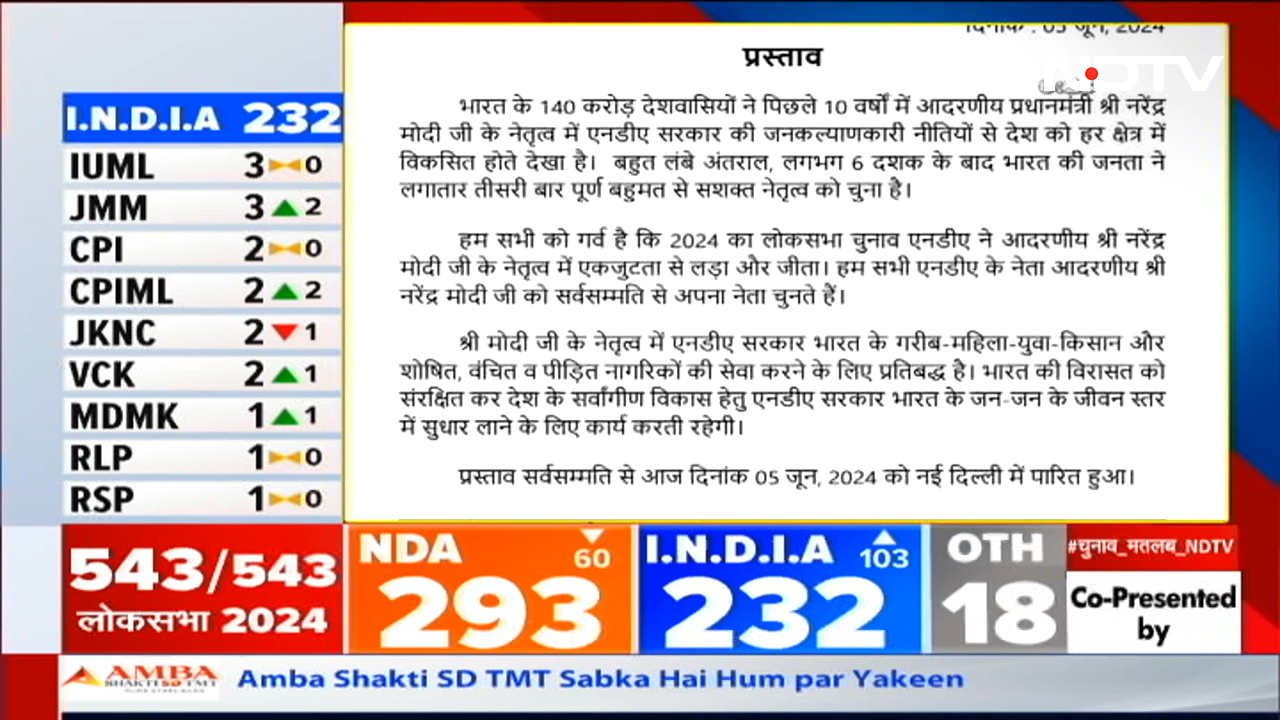 दिनांक : 05 जून, 2024
प्रस्ताव
NDTV
भारत के 140 करोड़ देशवासियों ने पिछले 10 वर्षों में आदरणीय प्रधानमंत्री श्री नरेंद्र
मोदी जी के नेतृत्व में एनडीए सरकार की जनकल्याणकारी नीतियों से देश को हर क्षेत्र में
विकसित होते देखा है। बहुत लंबे अंतराल, लगभग 6 दशक के बाद भारत की जनता ने
लगातार तीसरी बार पूर्ण बहुमत से सशक्त नेतृत्व को चुना है।
हम सभी को गर्व है कि 2024 का लोकसभा चुनाव एनडीए ने आदरणीय श्री नरेंद्र
मोदी जी के नेतृत्व में एकजुटता से लड़ा और जीता। हम सभी एनडीए के नेता आदरणीय श्री
नरेंद्र मोदी जी को सर्वसम्मति से अपना नेता चुनते हैं।
श्री मोदी जी के नेतृत्व में एनडीए सरकार भारत के गरीब-महिला-युवा-किसान और
शोषित, वंचित व पीड़ित नागरिकों की सेवा करने के लिए प्रतिबद्ध है। भारत की विरासत को
संरक्षित कर देश के सर्वांगीण विकास हेतु एनडीए सरकार भारत के जन-जन के जीवन स्तर
में सुधार लाने के लिए कार्य करती रहेगी।
प्रस्ताव सर्वसम्मति से आज दिनांक 05 जून, 2024 को नई दिल्ली में पारित हुआ।
I.N.D.I.A 232
IUML 3 0
JMM 3 2
CPI 2 0
CPIML 2 2
JKNC 2 1
VCK 2 1
MDMK 1 1
RLP 1 0
RSP 1 0
543/543
लोकसभा 2024
NDA 60
293
I.N.D.I.A 103
232
OTH
18
#चुनाव_मतलब_NDTV
Co-Presented
by
AMBA
SHAKTI SD TMT
Amba Shakti SD TMT Sabka Hai Hum par Yakeen